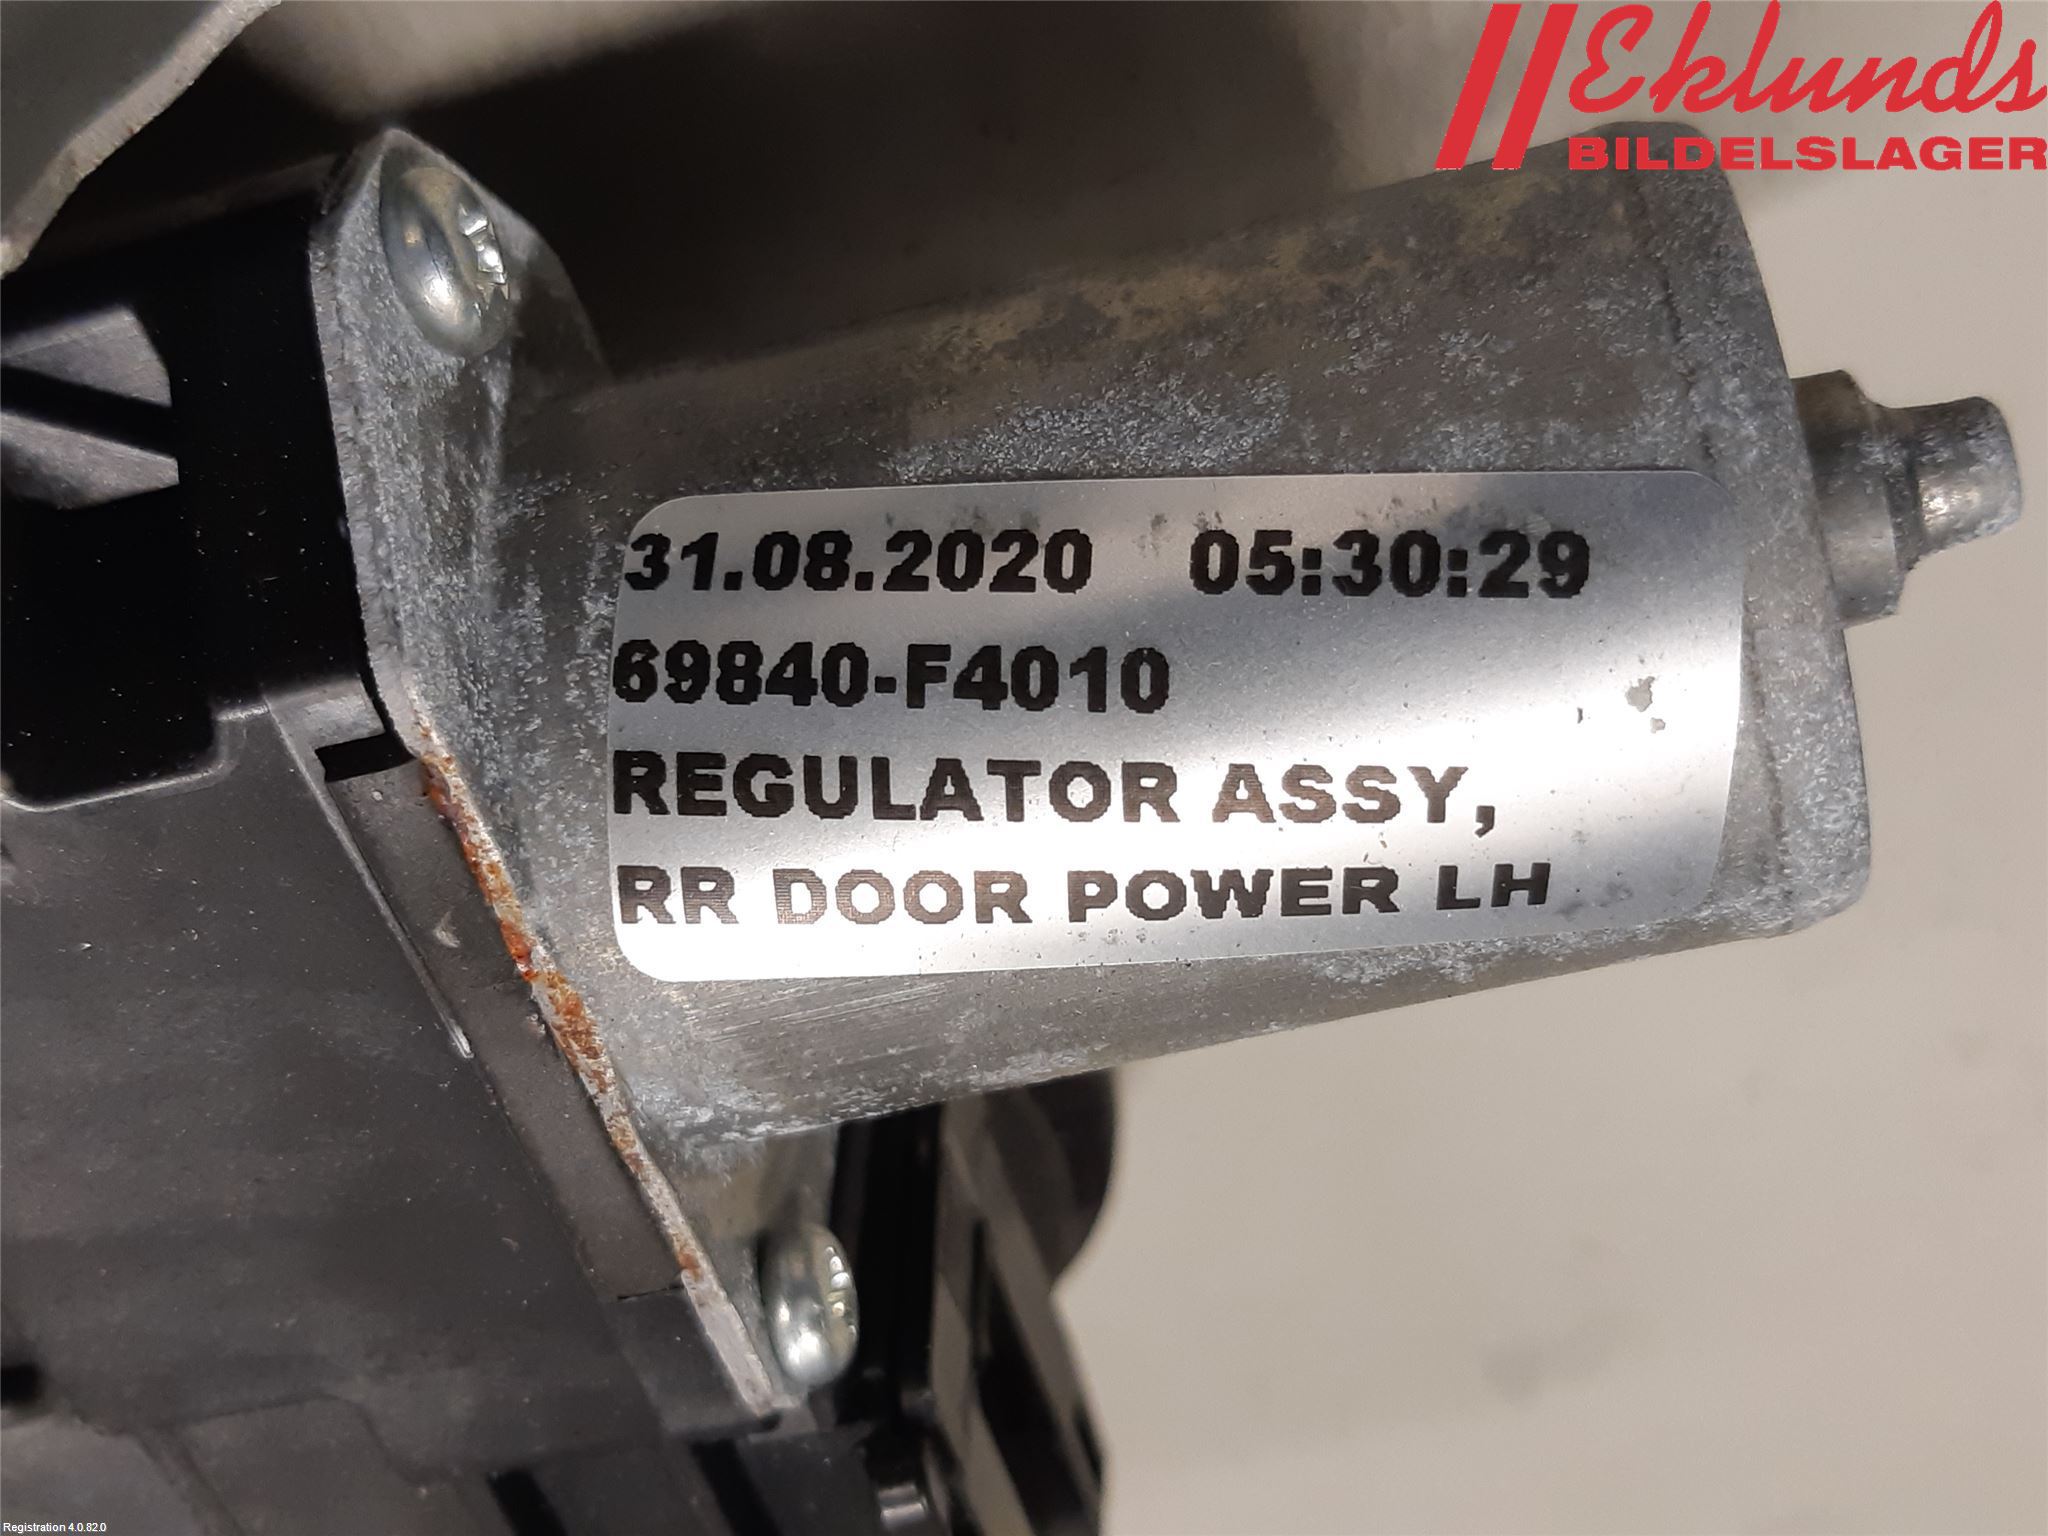 Eklunds
BILDELSLAGER
31.08.2020 05:30:29
69840-F4010
REGULATOR ASSY,
RR DOOR POWER LH
Registration 4.0.82.0